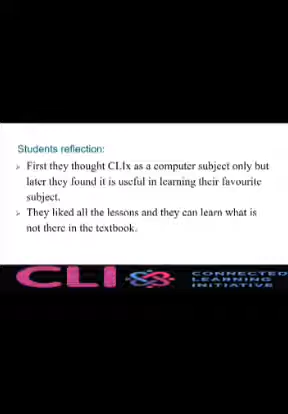 Students reflection:
➢ First they thought CLIx as a computer subject only but
later they found it is useful in learning their favourite
subject.
➢ They liked all the lessons and they can learn what is
not there in the textbook.
CLI
CONNECTED
LEARNING
INITIATIVE